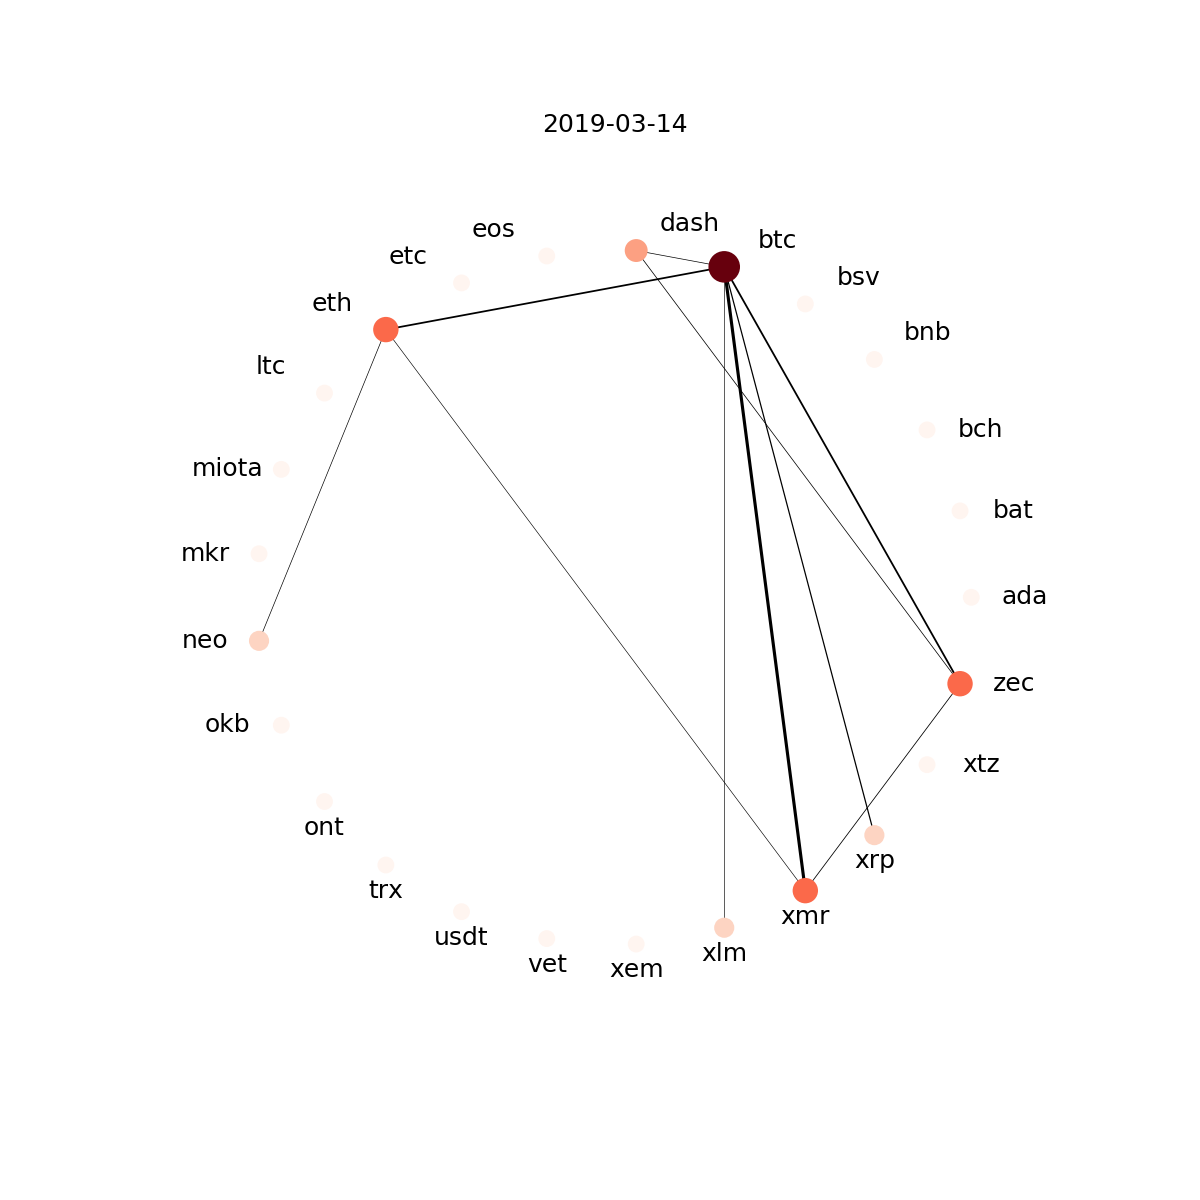 2019-03-14
dash
eos
btc
etc
bsv
eth
bnb
ltc
bch
miota
bat
mkr
ada
neo
zec
okb
xtz
ont
xrp
trx
xmr
usdt
xlm
vet
xem